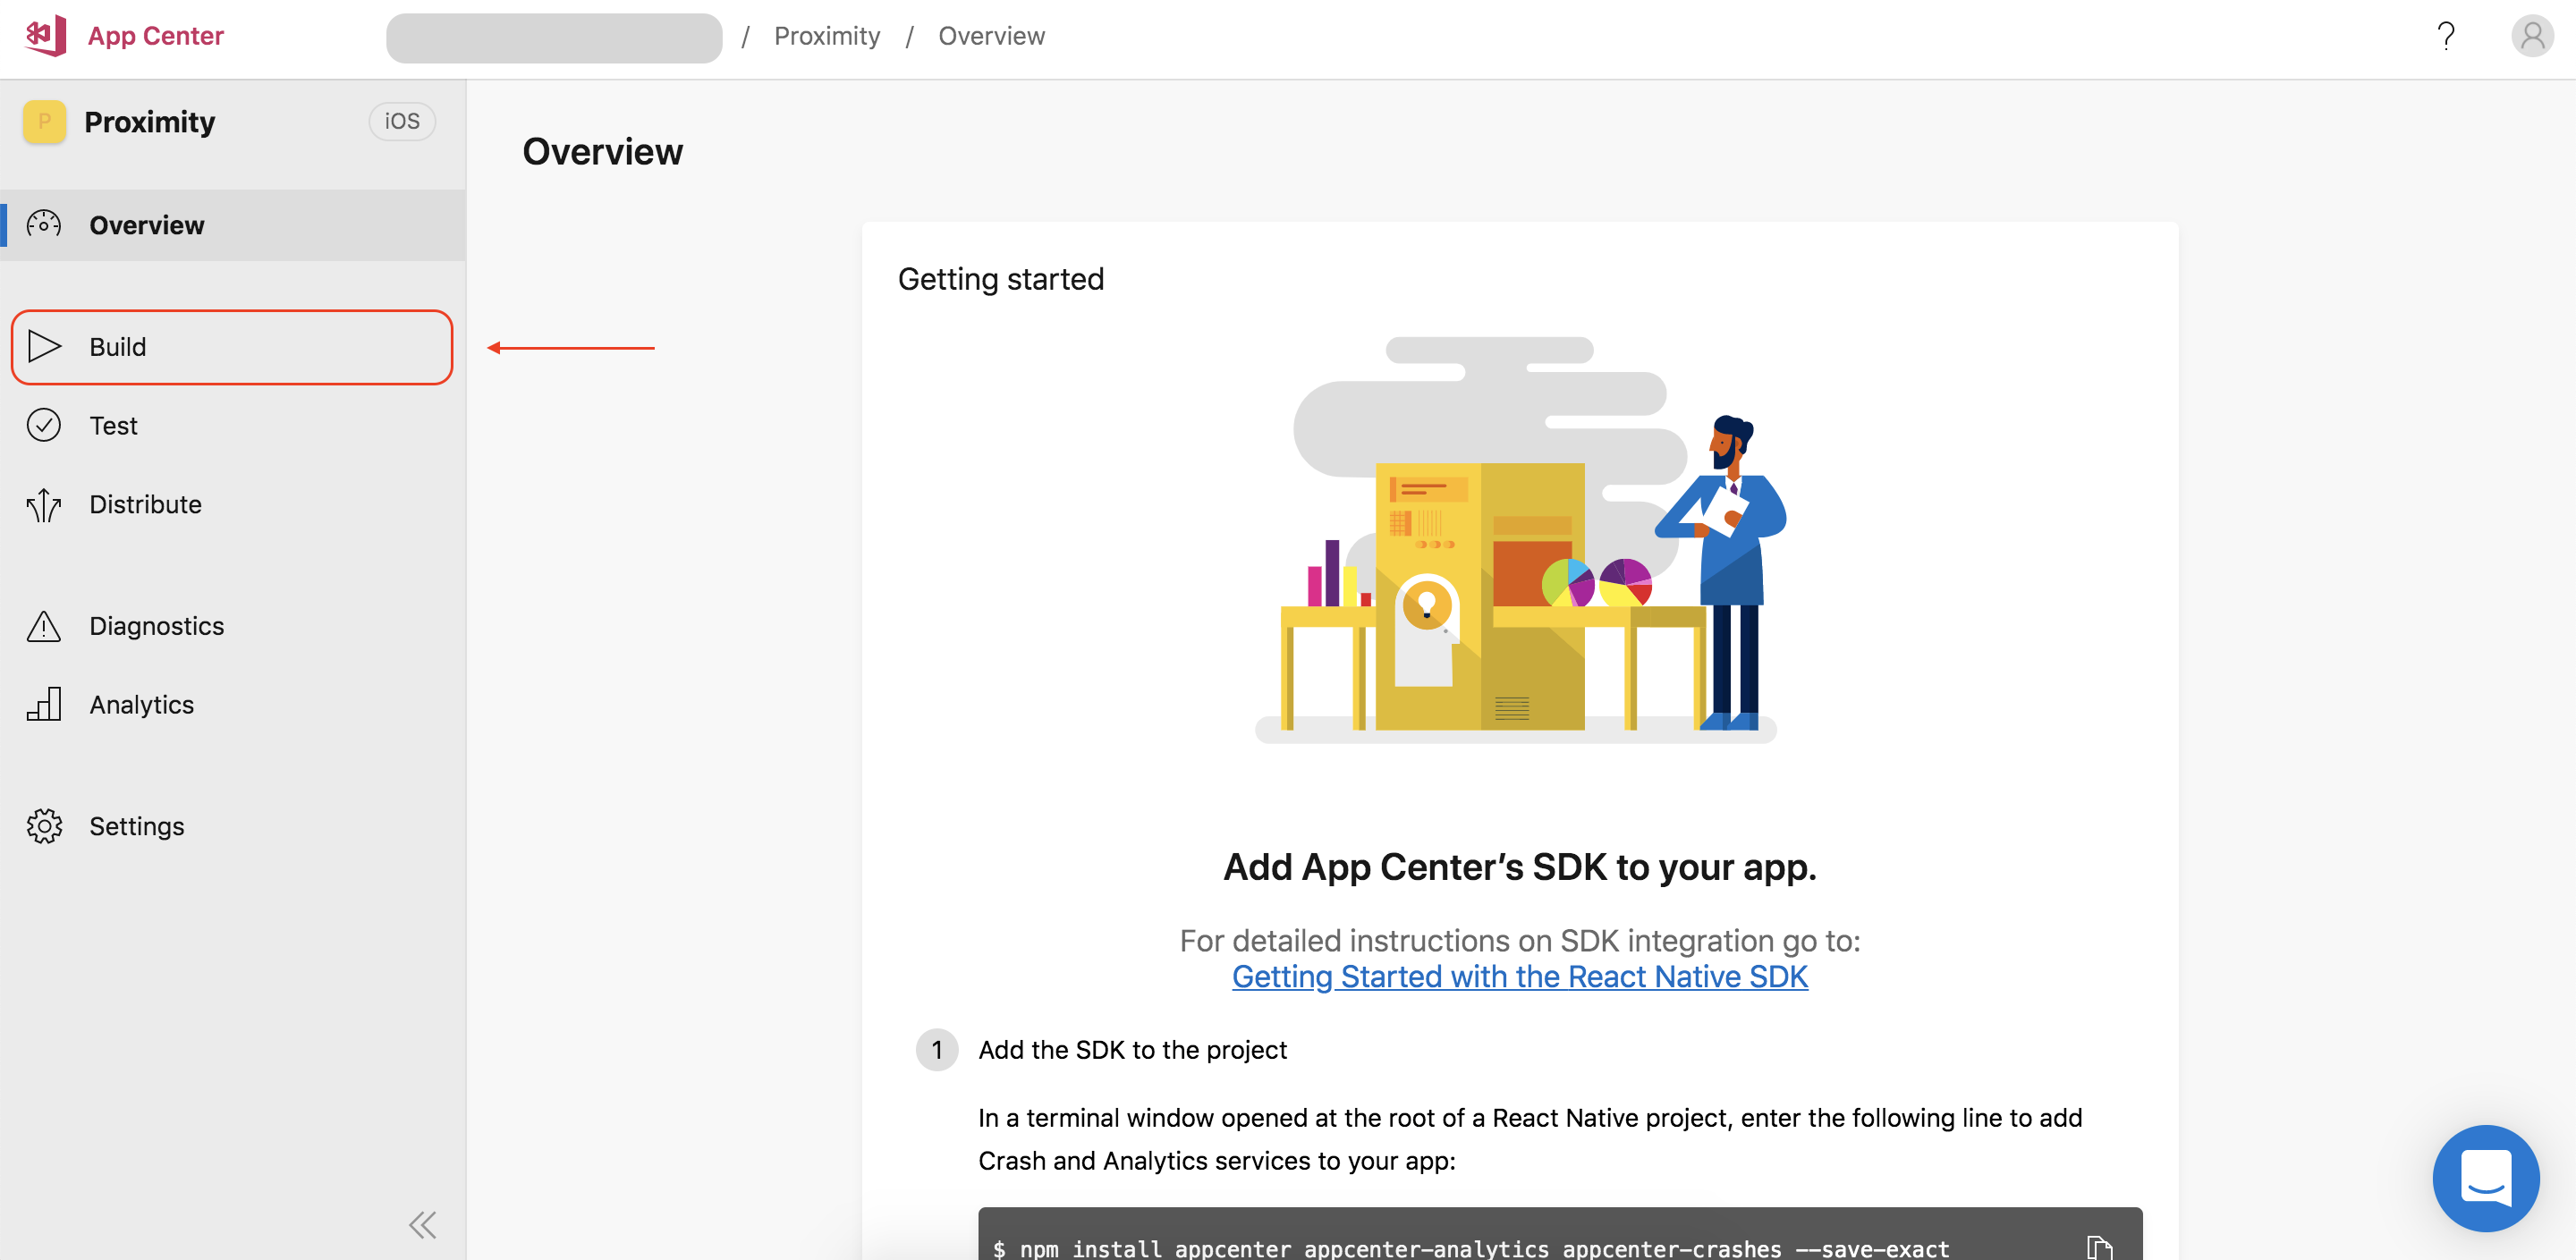 App Center
/ Proximity / Overview
?
P Proximity iOS
Overview
Build
Test
Distribute
Diagnostics
Analytics
Settings
Overview
Getting started
Add App Center’s SDK to your app.
For detailed instructions on SDK integration go to:
Getting Started with the React Native SDK
1 Add the SDK to the project
In a terminal window opened at the root of a React Native project, enter the following line to add
Crash and Analytics services to your app:
$ npm install appcenter appcenter-analytics appcenter-crashes --save-exact